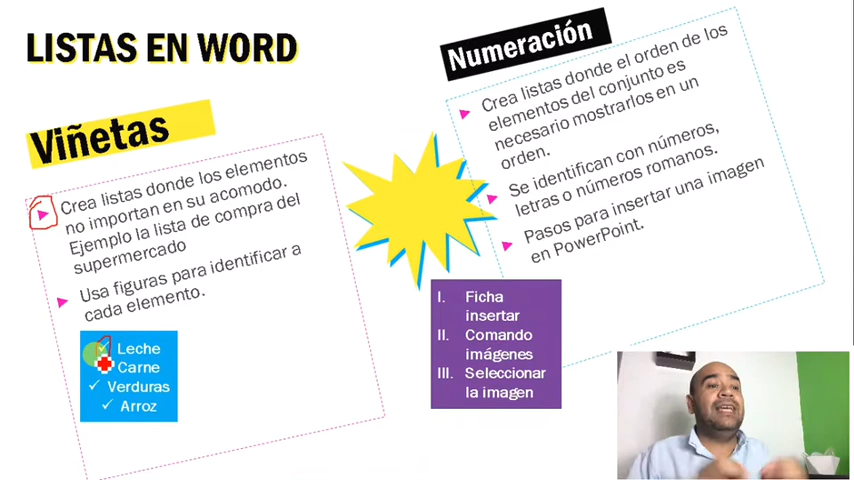 LISTAS EN WORD
Viñetas
Crea listas donde los elementos
no importan en su acomodo.
Ejemplo la lista de compra del
supermercado
Usa figuras para identificar a
cada elemento.
Leche
Carne
Verduras
Arroz
Numeración
Crea listas donde el orden de los
elementos del conjunto es
necesario mostrarlos en un
orden.
Se identifican con números,
letras o números romanos.
Pasos para insertar una imagen
en PowerPoint.
I. Ficha
insertar
II. Comando
imágenes
III. Seleccionar
la imagen